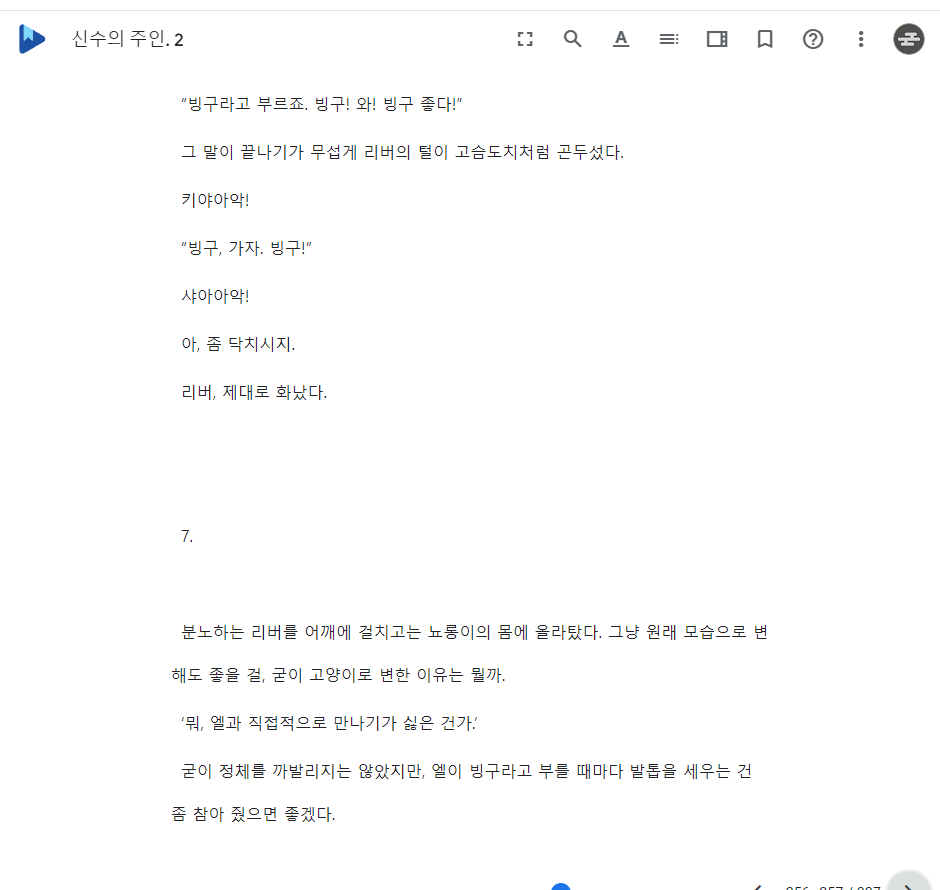 신수의 주인. 2
“빙구라고 부르죠. 빙구! 와! 빙구 좋다!”
그 말이 끝나기가 무섭게 리버의 털이 고슴도치처럼 곤두섰다.
키야아악!
“빙구, 가자. 빙구!”
샤아아악!
아, 좀 닥치시지.
리버, 제대로 화났다.
7.
분노하는 리버를 어깨에 걸치고는 뇨롱이의 몸에 올라탔다. 그냥 원래 모습으로 변
해도 좋을 걸, 굳이 고양이로 변한 이유는 뭘까.
‘뭐, 엘과 직접적으로 만나기가 싫은 건가.’
굳이 정체를 까발리지는 않았지만, 엘이 빙구라고 부를 때마다 발톱을 세우는 건
좀 참아 줬으면 좋겠다.